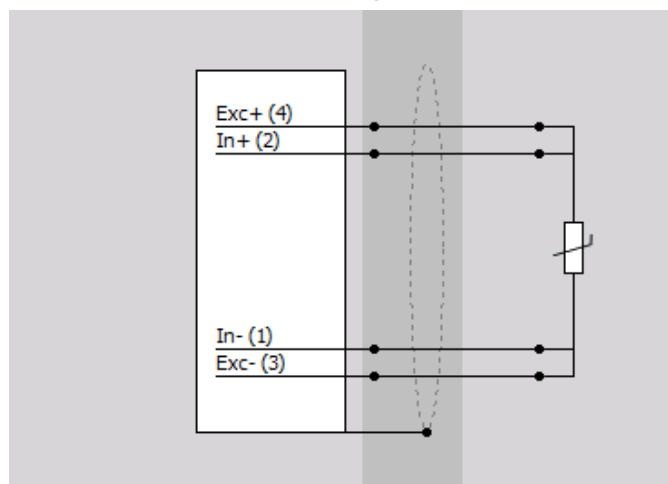 Exc+ (4)
In+ (2)
In- (1)
Exc- (3)